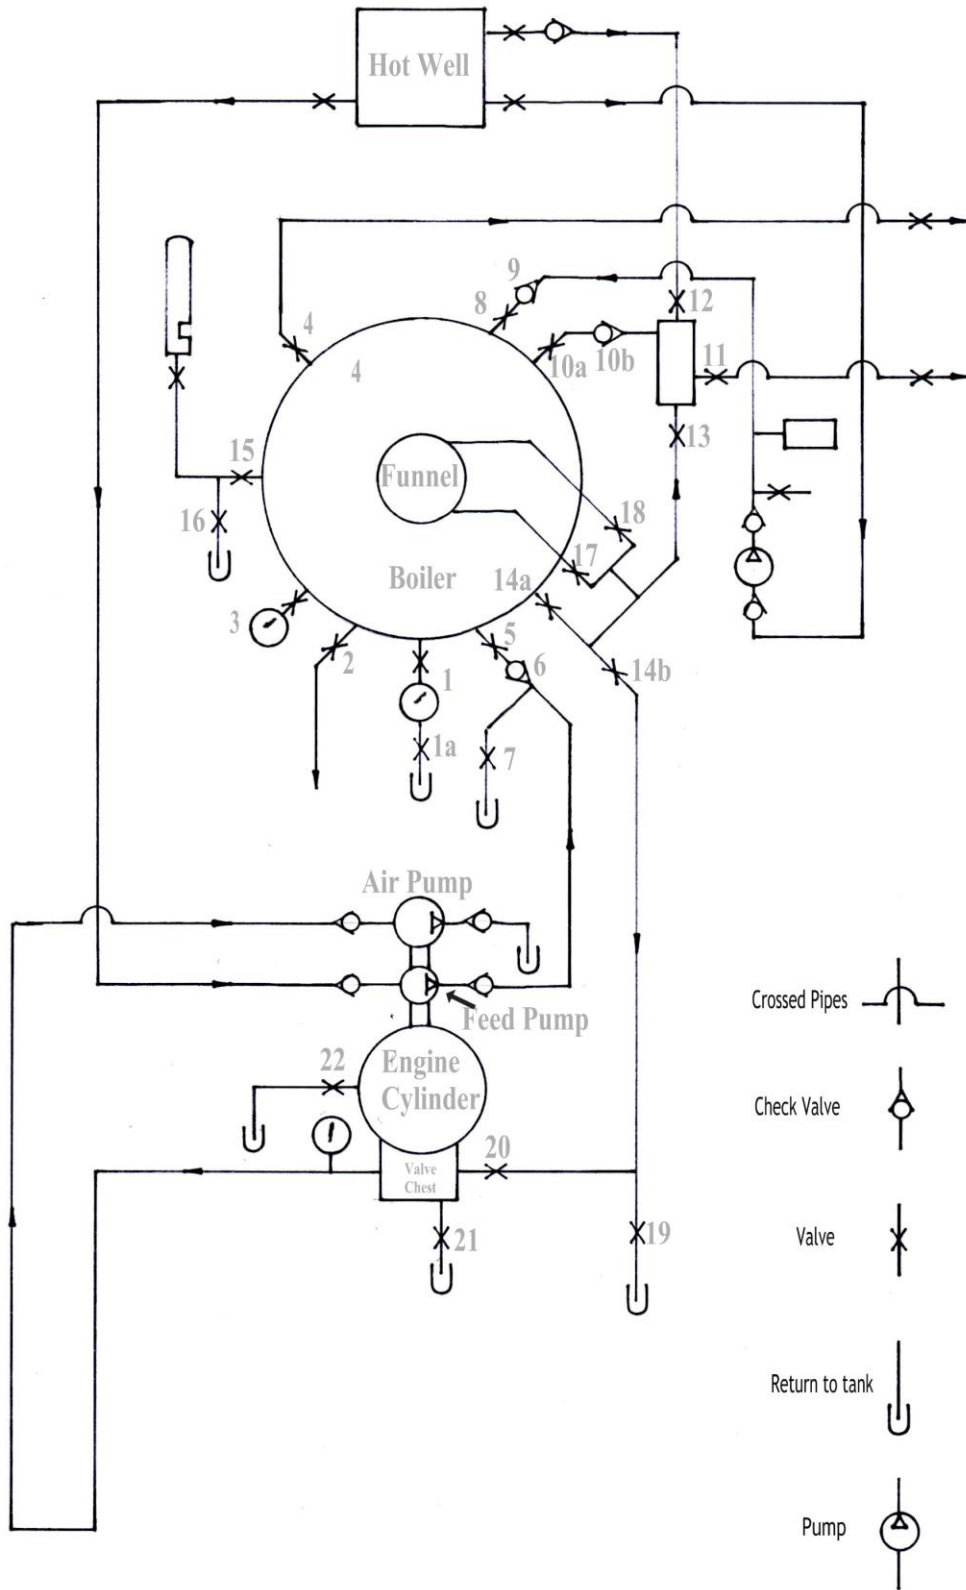 Hot Well
9
8
4
4
12
10a
10b
11
13
15
Funnel
18
16
17
Boiler
14a
3
2
5
1
6
14b
1a
7
Air Pump
Feed Pump
Engine
Cylinder
22
20
Valve
Chest
21
19
Crossed Pipes
Check Valve
Valve
Return to tank
Pump